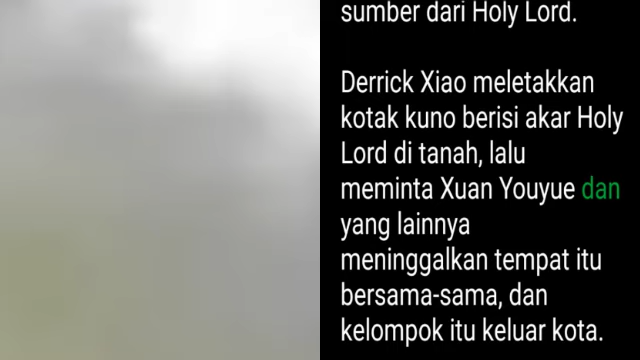 sumber dari Holy Lord.
Derrick Xiao meletakkan
kotak kuno berisi akar Holy
Lord di tanah, lalu
meminta Xuan Youyue dan
yang lainnya
meninggalkan tempat itu
bersama-sama, dan
kelompok itu keluar kota.